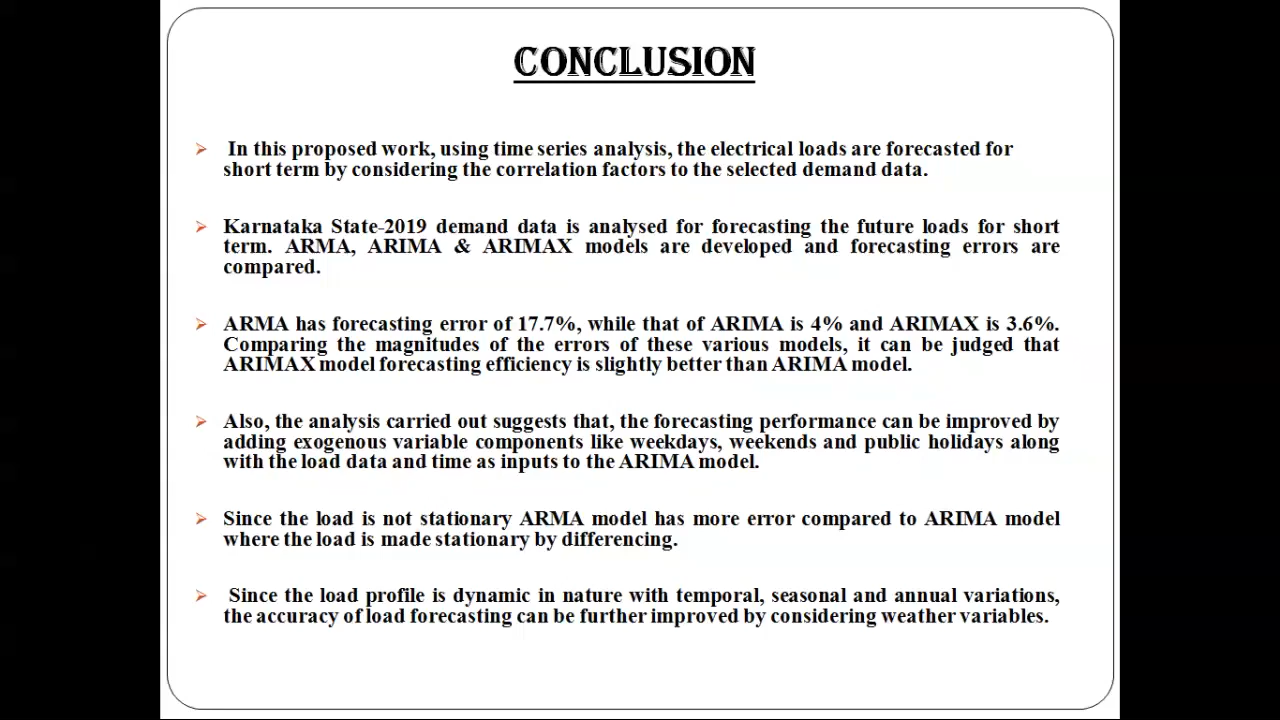 CONCLUSION
➢ In this proposed work, using time series analysis, the electrical loads are forecasted for
short term by considering the correlation factors to the selected demand data.
➢ Karnataka State-2019 demand data is analysed for forecasting the future loads for short
term. ARMA, ARIMA & ARIMAX models are developed and forecasting errors are
compared.
➢ ARMA has forecasting error of 17.7%, while that of ARIMA is 4% and ARIMAX is 3.6%.
Comparing the magnitudes of the errors of these various models, it can be judged that
ARIMAX model forecasting efficiency is slightly better than ARIMA model.
➢ Also, the analysis carried out suggests that, the forecasting performance can be improved by
adding exogenous variable components like weekdays, weekends and public holidays along
with the load data and time as inputs to the ARIMA model.
➢ Since the load is not stationary ARMA model has more error compared to ARIMA model
where the load is made stationary by differencing.
➢ Since the load profile is dynamic in nature with temporal, seasonal and annual variations,
the accuracy of load forecasting can be further improved by considering weather variables.